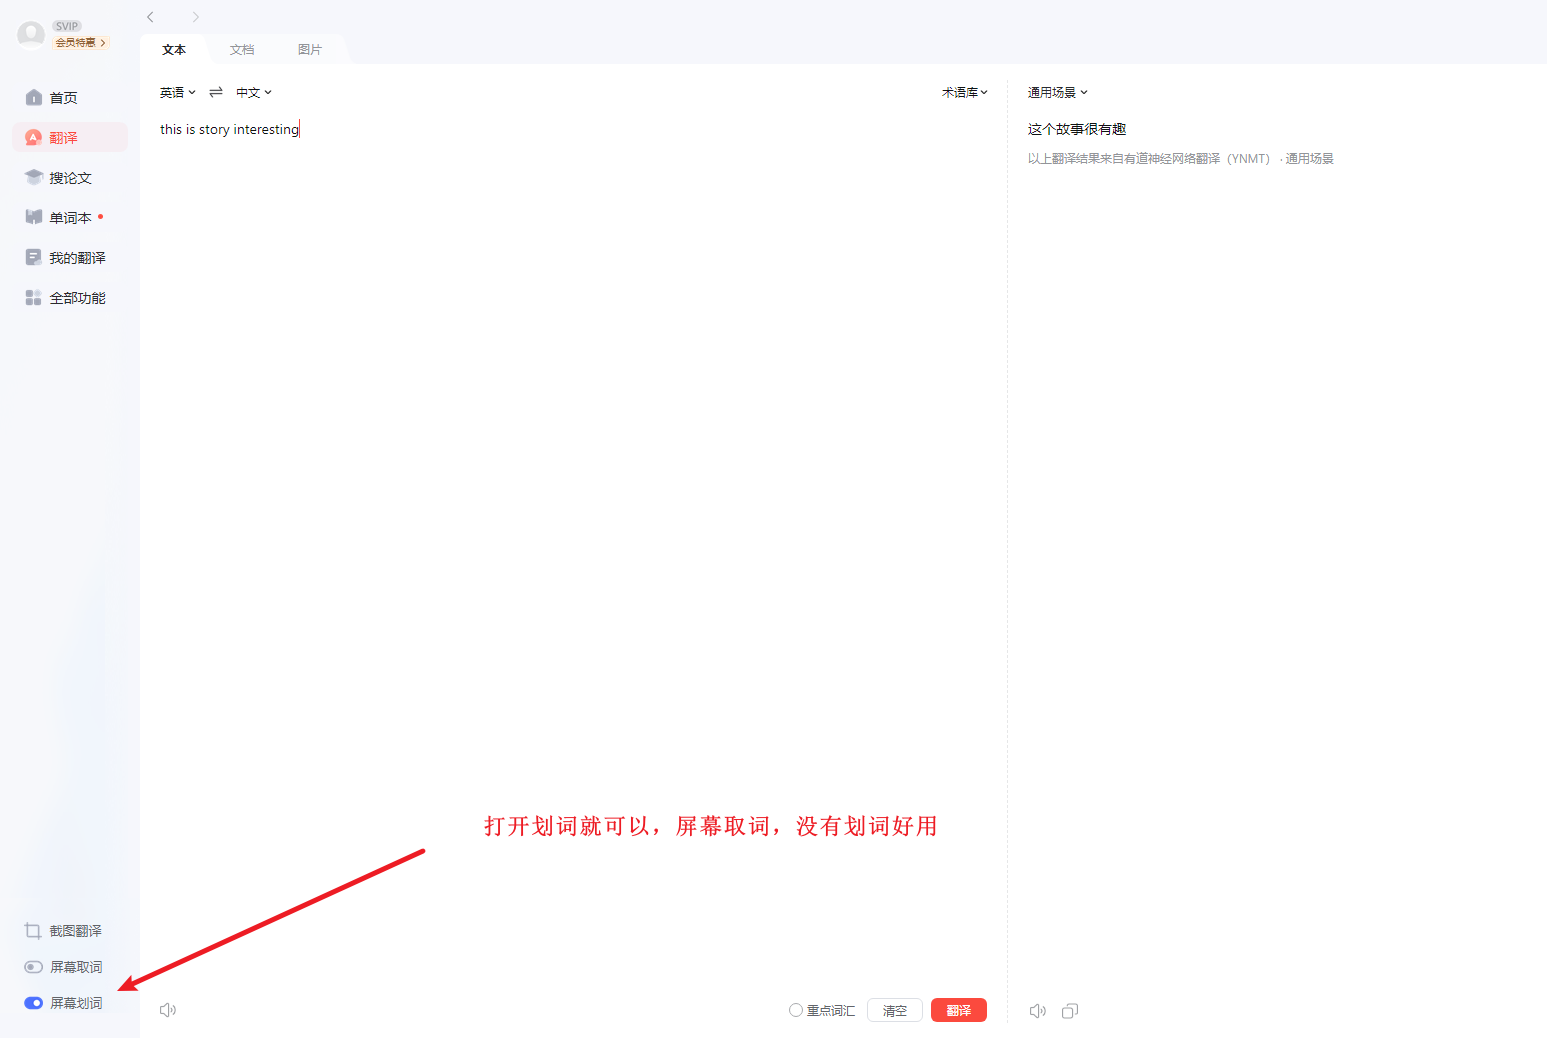 SVIP
会员特惠
首页
翻译
搜论文
单词本
我的翻译
全部功能
截图翻译
屏幕取词
屏幕划词
文本 文档 图片
英语 中文 术语库
this is story interesting
打开划词就可以，屏幕取词，没有划词好用
重点词汇 清空 翻译
通用场景
这个故事很有趣
以上翻译结果来自有道神经网络翻译（YNMT） · 通用场景